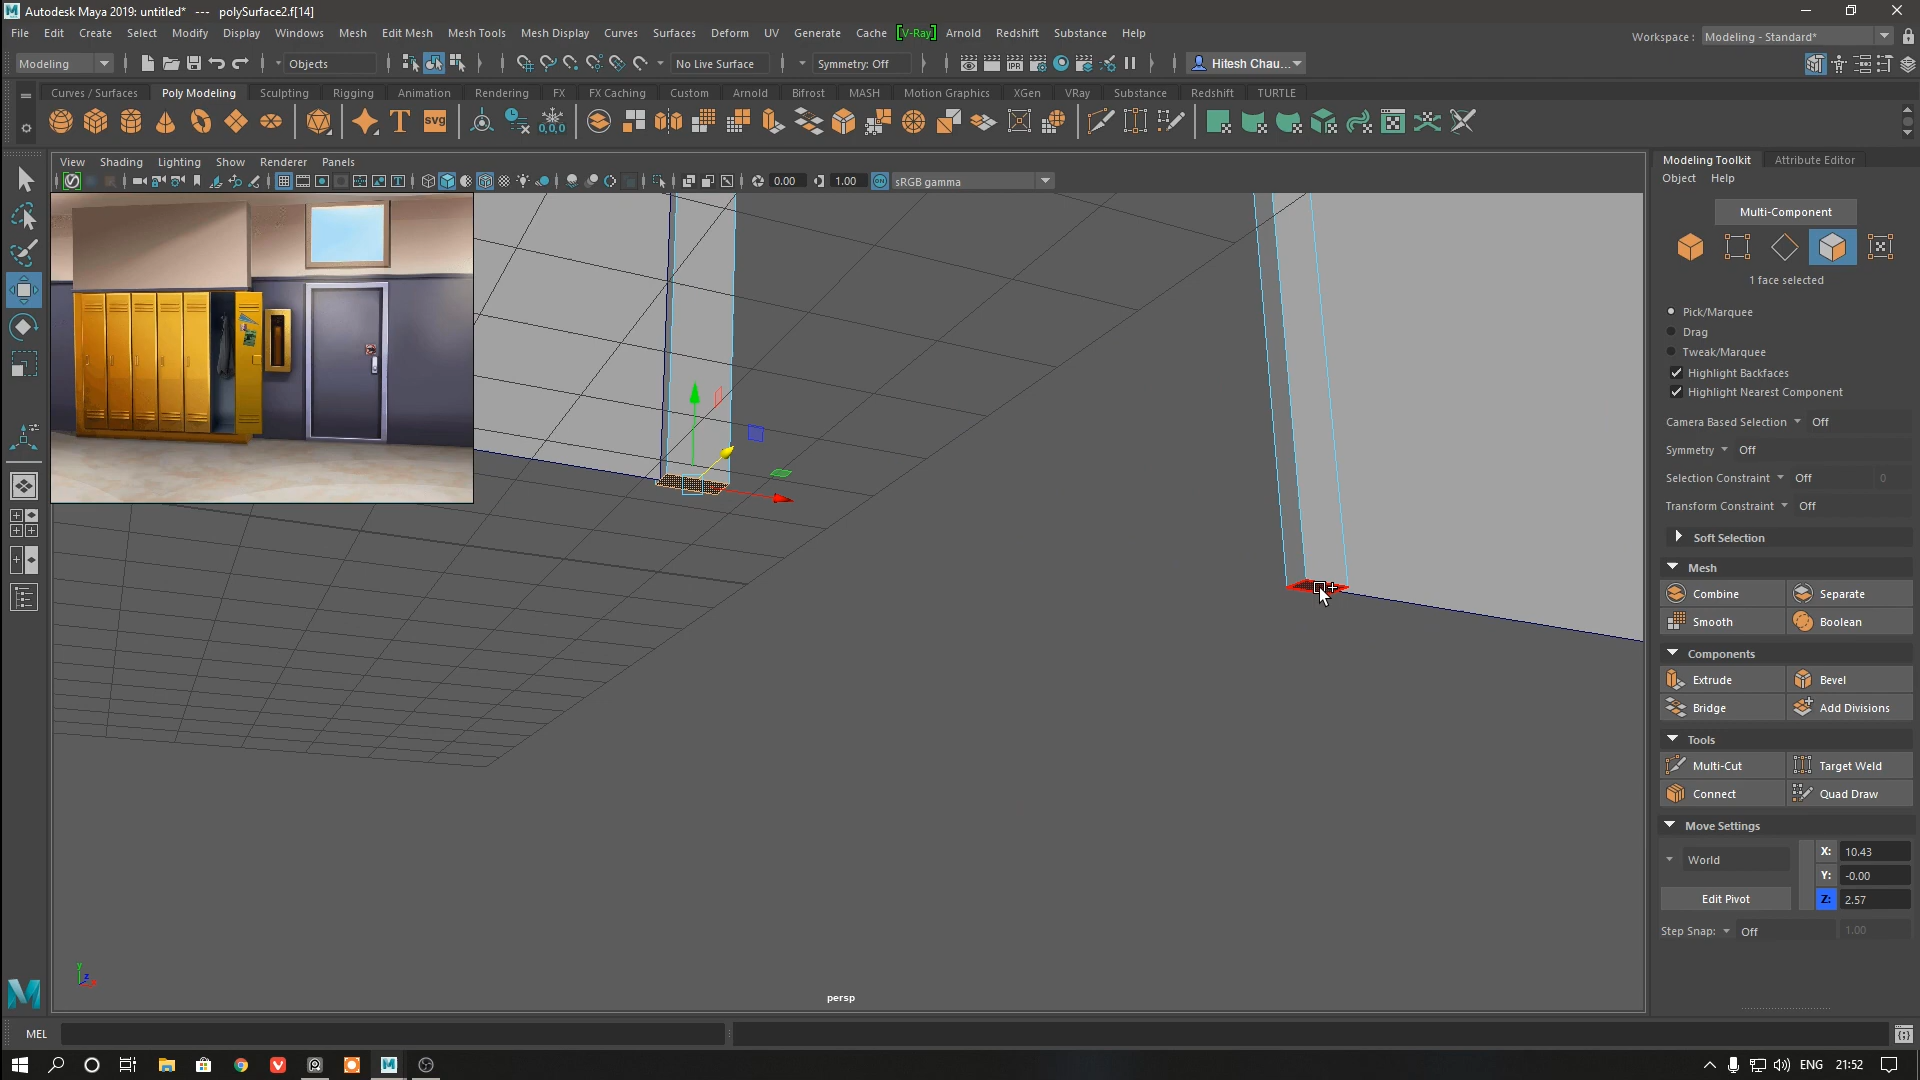 Autodesk Maya 2019: untitled* --- polySurface2.f[14]
File Edit Create Select Modify Display Windows Mesh Edit Mesh Mesh Tools Mesh Display Curves Surfaces Deform UV Generate Cache [V-Ray] Arnold Redshift Substance Help
Workspace : Modeling - Standard*
Modeling Objects No Live Surface Symmetry: Off Hitesh Chau...
Curves / Surfaces Poly Modeling Sculpting Rigging Animation Rendering FX FX Caching Custom Arnold Bifrost MASH Motion Graphics XGen VRay Substance Redshift TURTLE
T svg 0,0,0
View Shading Lighting Show Renderer Panels
0.00 1.00 ON sRGB gamma
Modeling Toolkit Attribute Editor
Object Help
Multi-Component
1 face selected
Pick/Marquee
Drag
Tweak/Marquee
Highlight Backfaces
Highlight Nearest Component
Camera Based Selection Off
Symmetry Off
Selection Constraint Off 0
Transform Constraint Off
Soft Selection
Mesh
Combine Separate
Smooth Boolean
Components
Extrude Bevel
Bridge Add Divisions
Tools
Multi-Cut Target Weld
Connect Quad Draw
Move Settings
World
X: 10.43
Y: -0.00
Edit Pivot Z: 2.57
Step Snap: Off 1.00
y
z
x
persp
MEL
ENG 21:52